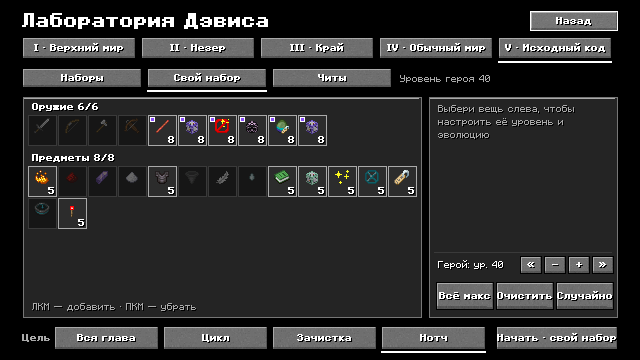 Лаборатория Дэвиса
Назад
I · Верхний мир
II · Незер
III · Край
IV · Обычный мир
V · Исходный код
Наборы
Свой набор
Читы
Уровень героя 40
Оружие 6/6
8 8 8 8 8 8
Предметы 8/8
5 5 5 5 5 5 5
5
ЛКМ — добавить · ПКМ — убрать
Выбери вещь слева, чтобы
настроить её уровень и
эволюцию
Герой: ур. 40
«
−
+
»
Всё макс
Очистить
Случайно
Цель
Вся глава
Цикл
Зачистка
Нотч
Начать · свой набор